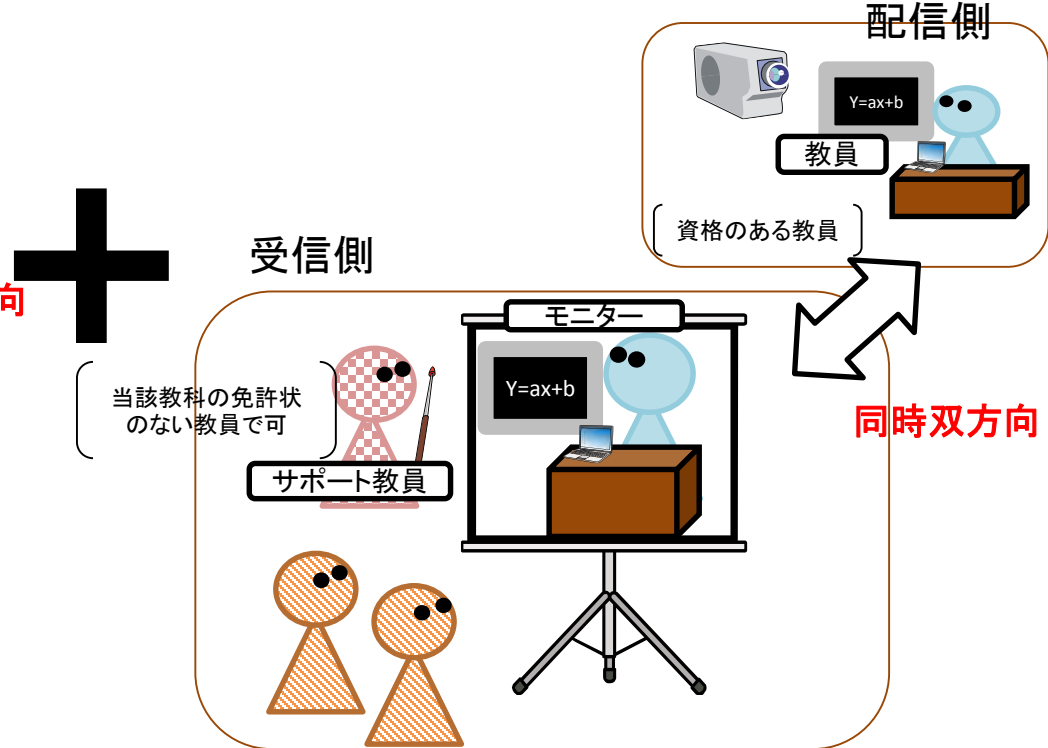 配信側
Y=ax+b
教員
資格のある教員
受信側
向
モニター
Y=ax+b
当該教科の免許状
のない教員で可
サポート教員
同時双方向